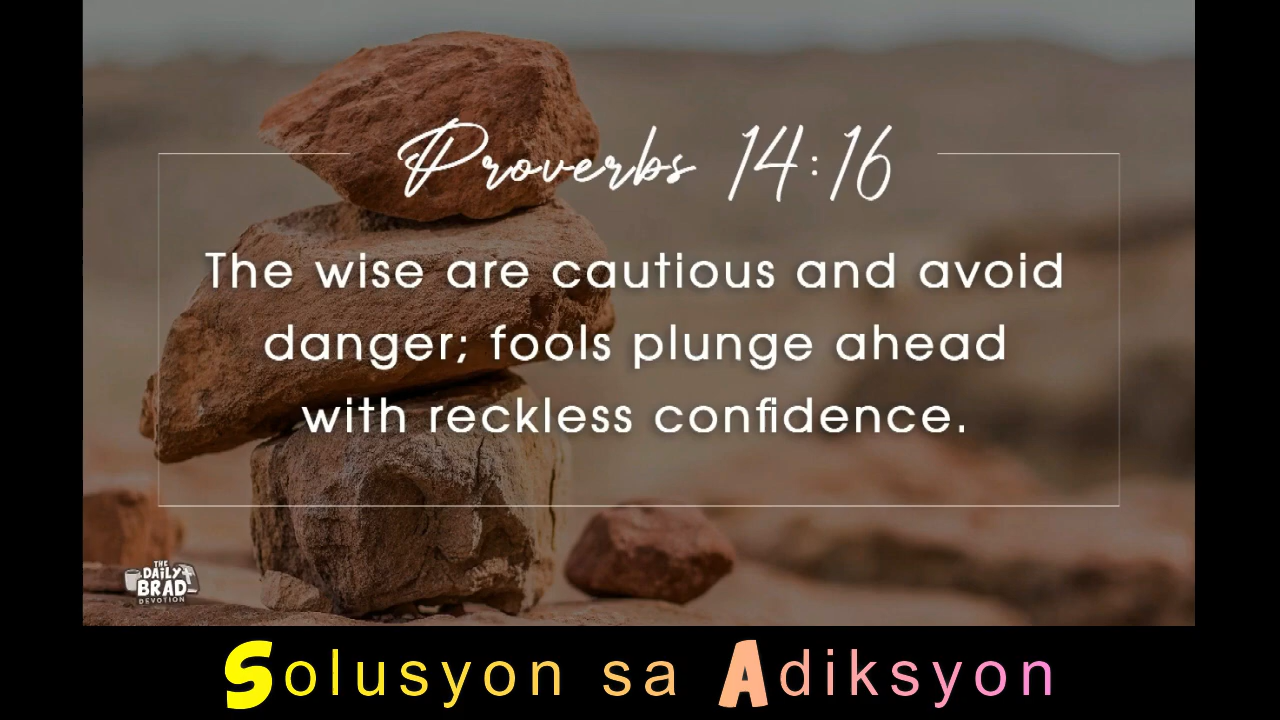 Proverbs 14:16
The wise are cautious and avoid
danger; fools plunge ahead
with reckless confidence.
THE
DAILY
BRAD
DEVOTION
Solusyon sa Adiksyon